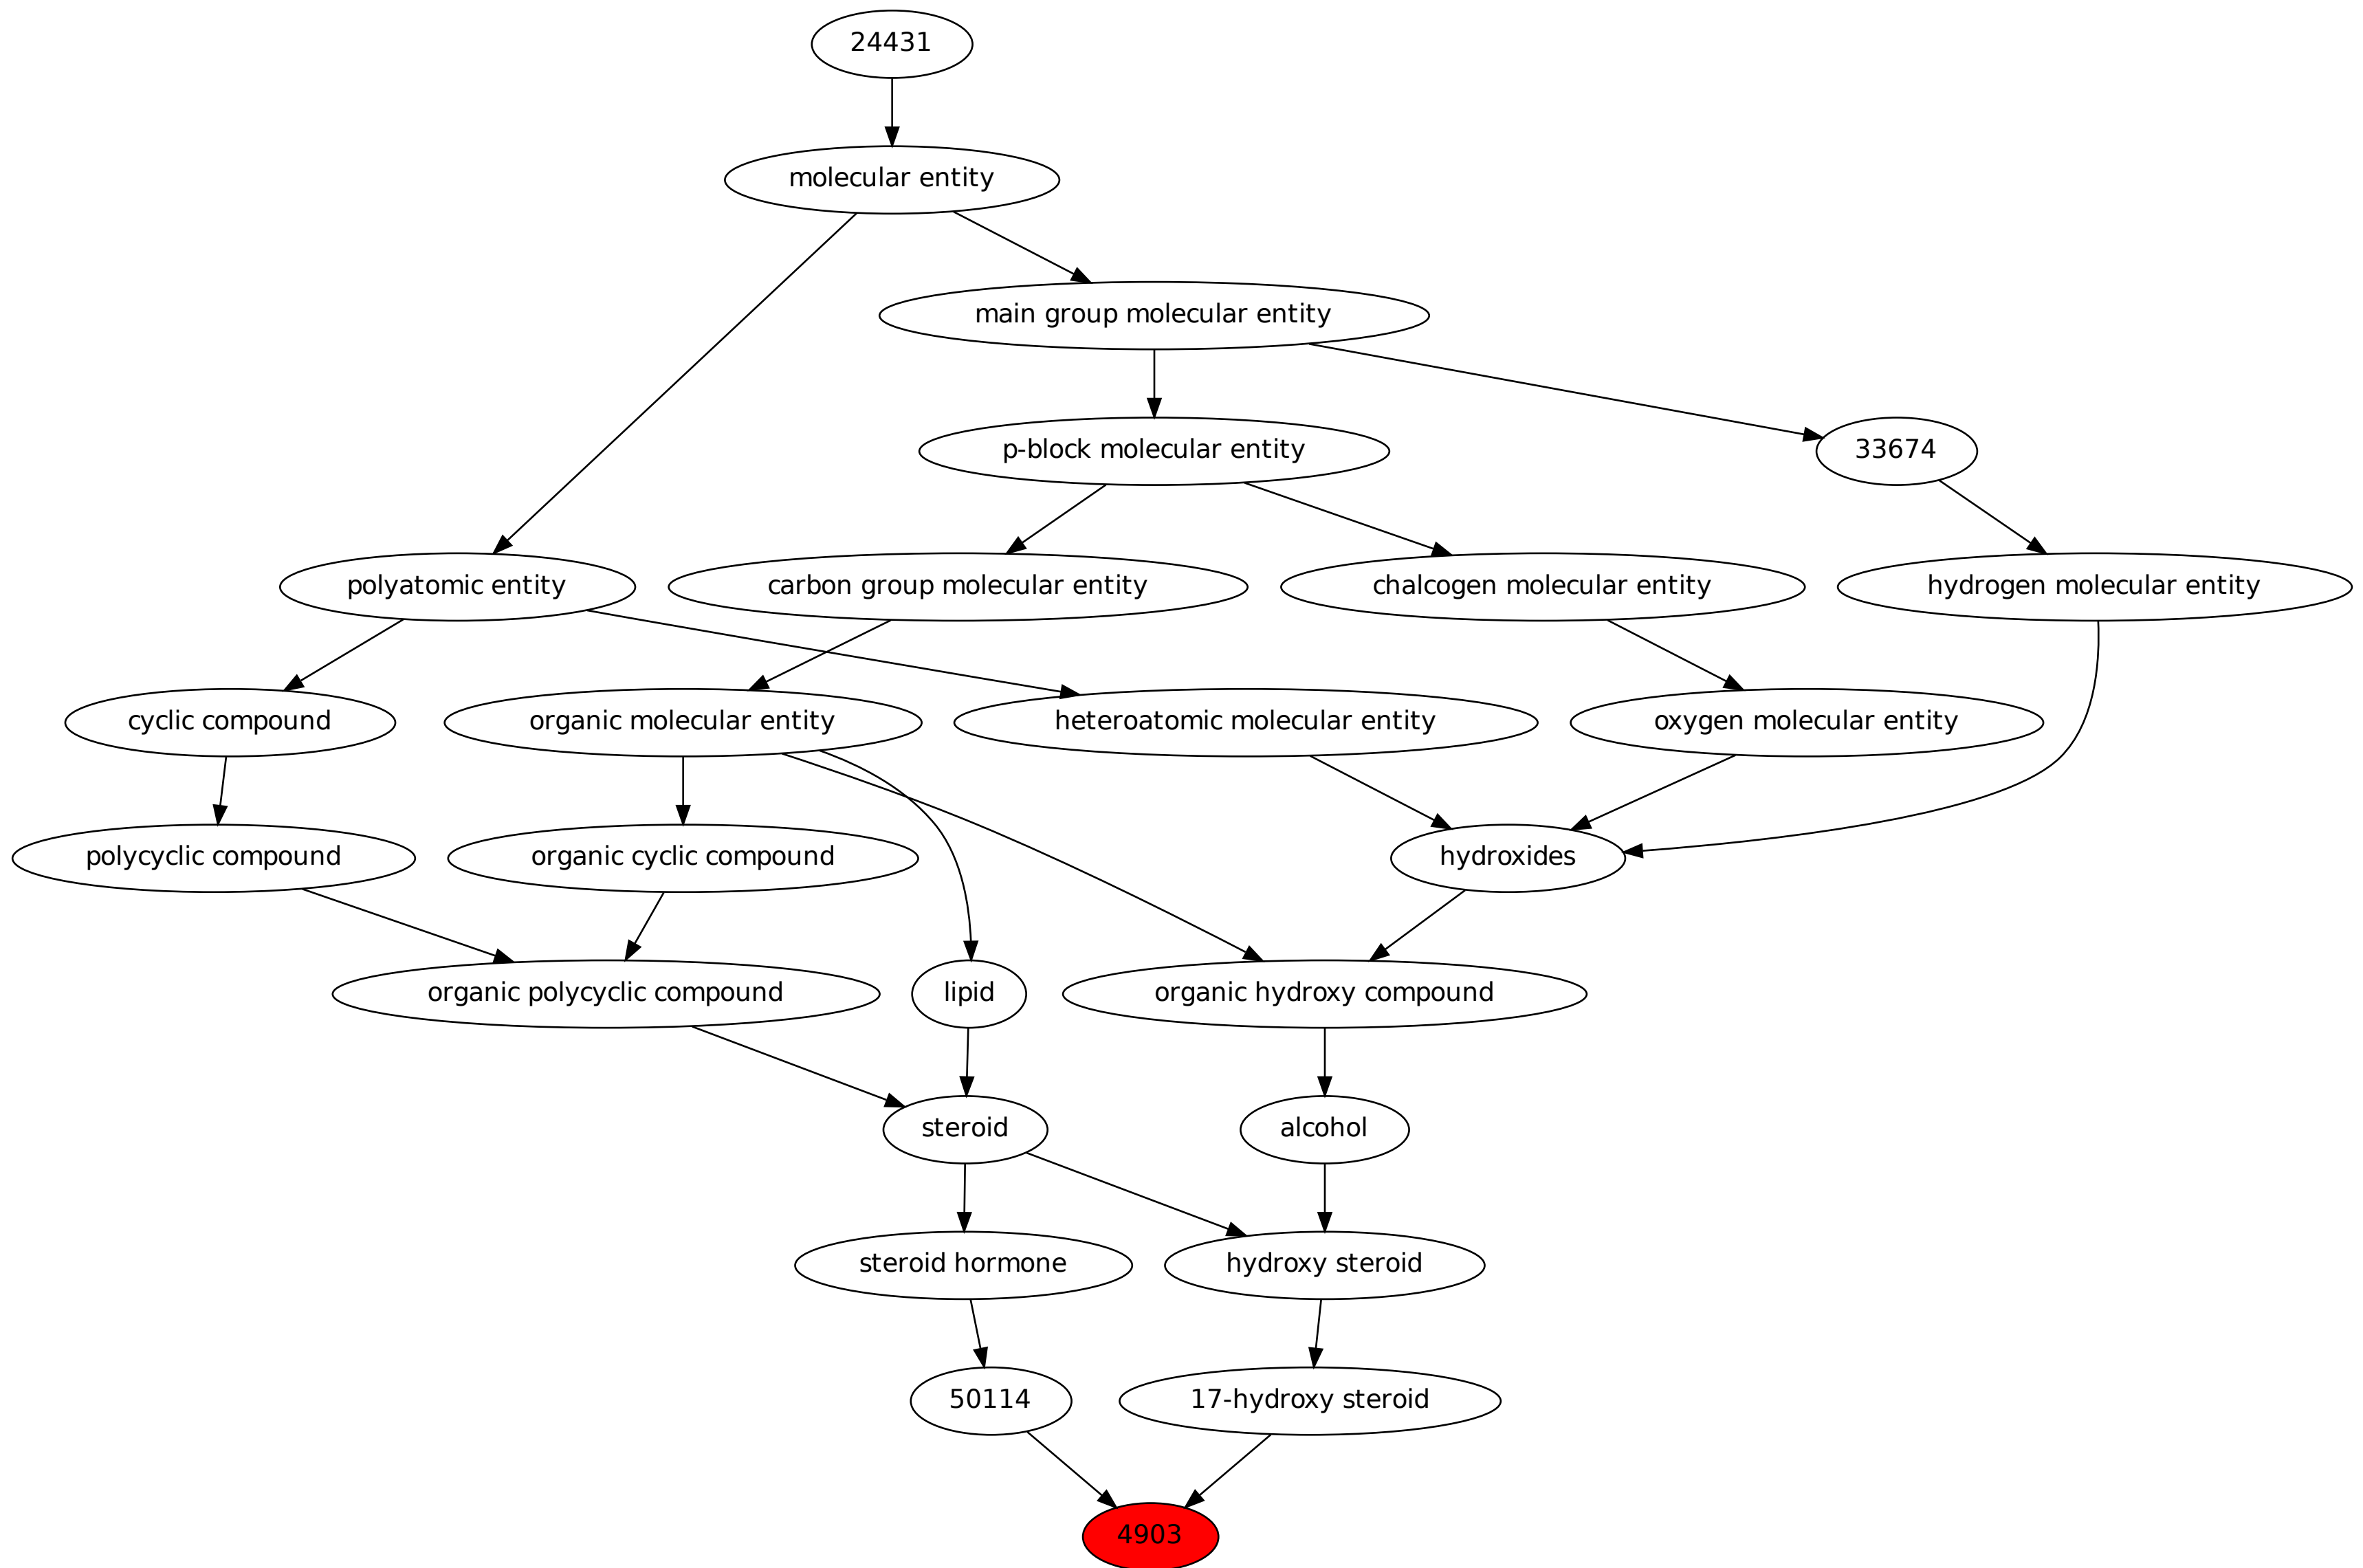 24431
molecular entity
main group molecular entity
p-block molecular entity
33674
polyatomic entity
carbon group molecular entity
chalcogen molecular entity
hydrogen molecular entity
cyclic compound
organic molecular entity
heteroatomic molecular entity
oxygen molecular entity
polycyclic compound
organic cyclic compound
hydroxides
organic polycyclic compound
lipid
organic hydroxy compound
steroid
alcohol
steroid hormone
hydroxy steroid
50114
17-hydroxy steroid
4903